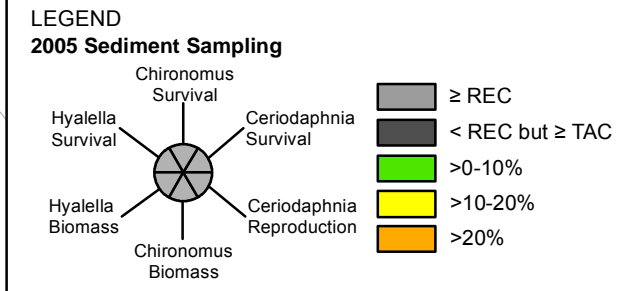 LEGEND
2005 Sediment Sampling
Chironomus
Survival
Hyalella
Survival
Ceriodaphnia
Survival
Hyalella
Biomass
Ceriodaphnia
Reproduction
Chironomus
Biomass
≥ REC
< REC but ≥ TAC
>0-10%
>10-20%
>20%